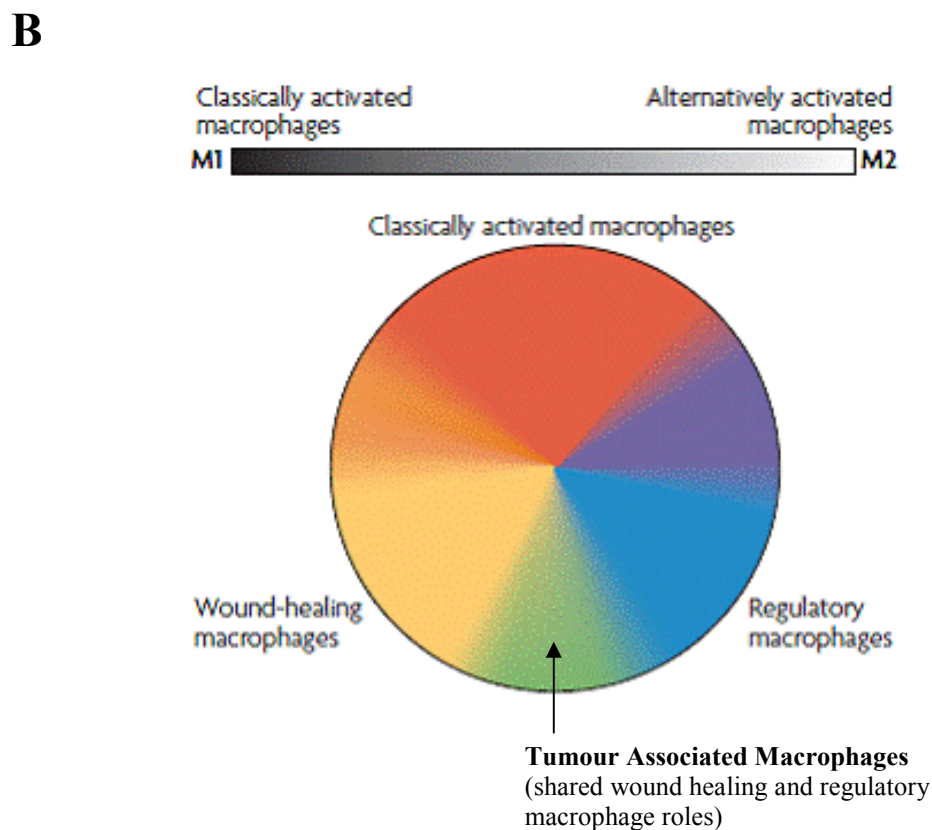 B
Classically activated
macrophages
Alternatively activated
macrophages
M1
M2
Classically activated macrophages
Wound-healing
macrophages
Regulatory
macrophages
Tumour Associated Macrophages
(shared wound healing and regulatory
macrophage roles)